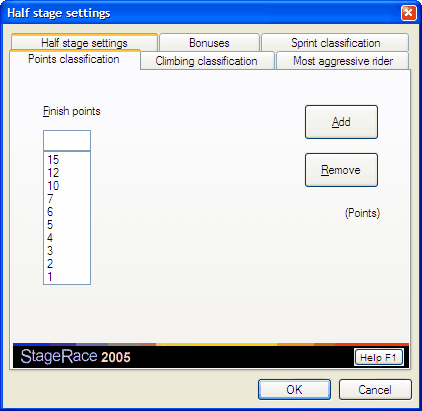 Half stage settings
Half stage settings Bonuses Sprint classification
Points classification Climbing classification Most aggressive rider
Finish points
Add
15
12
10
7
6
5
4
3
2
1
Remove
(Points)
StageRace 2005 Help F1
OK Cancel